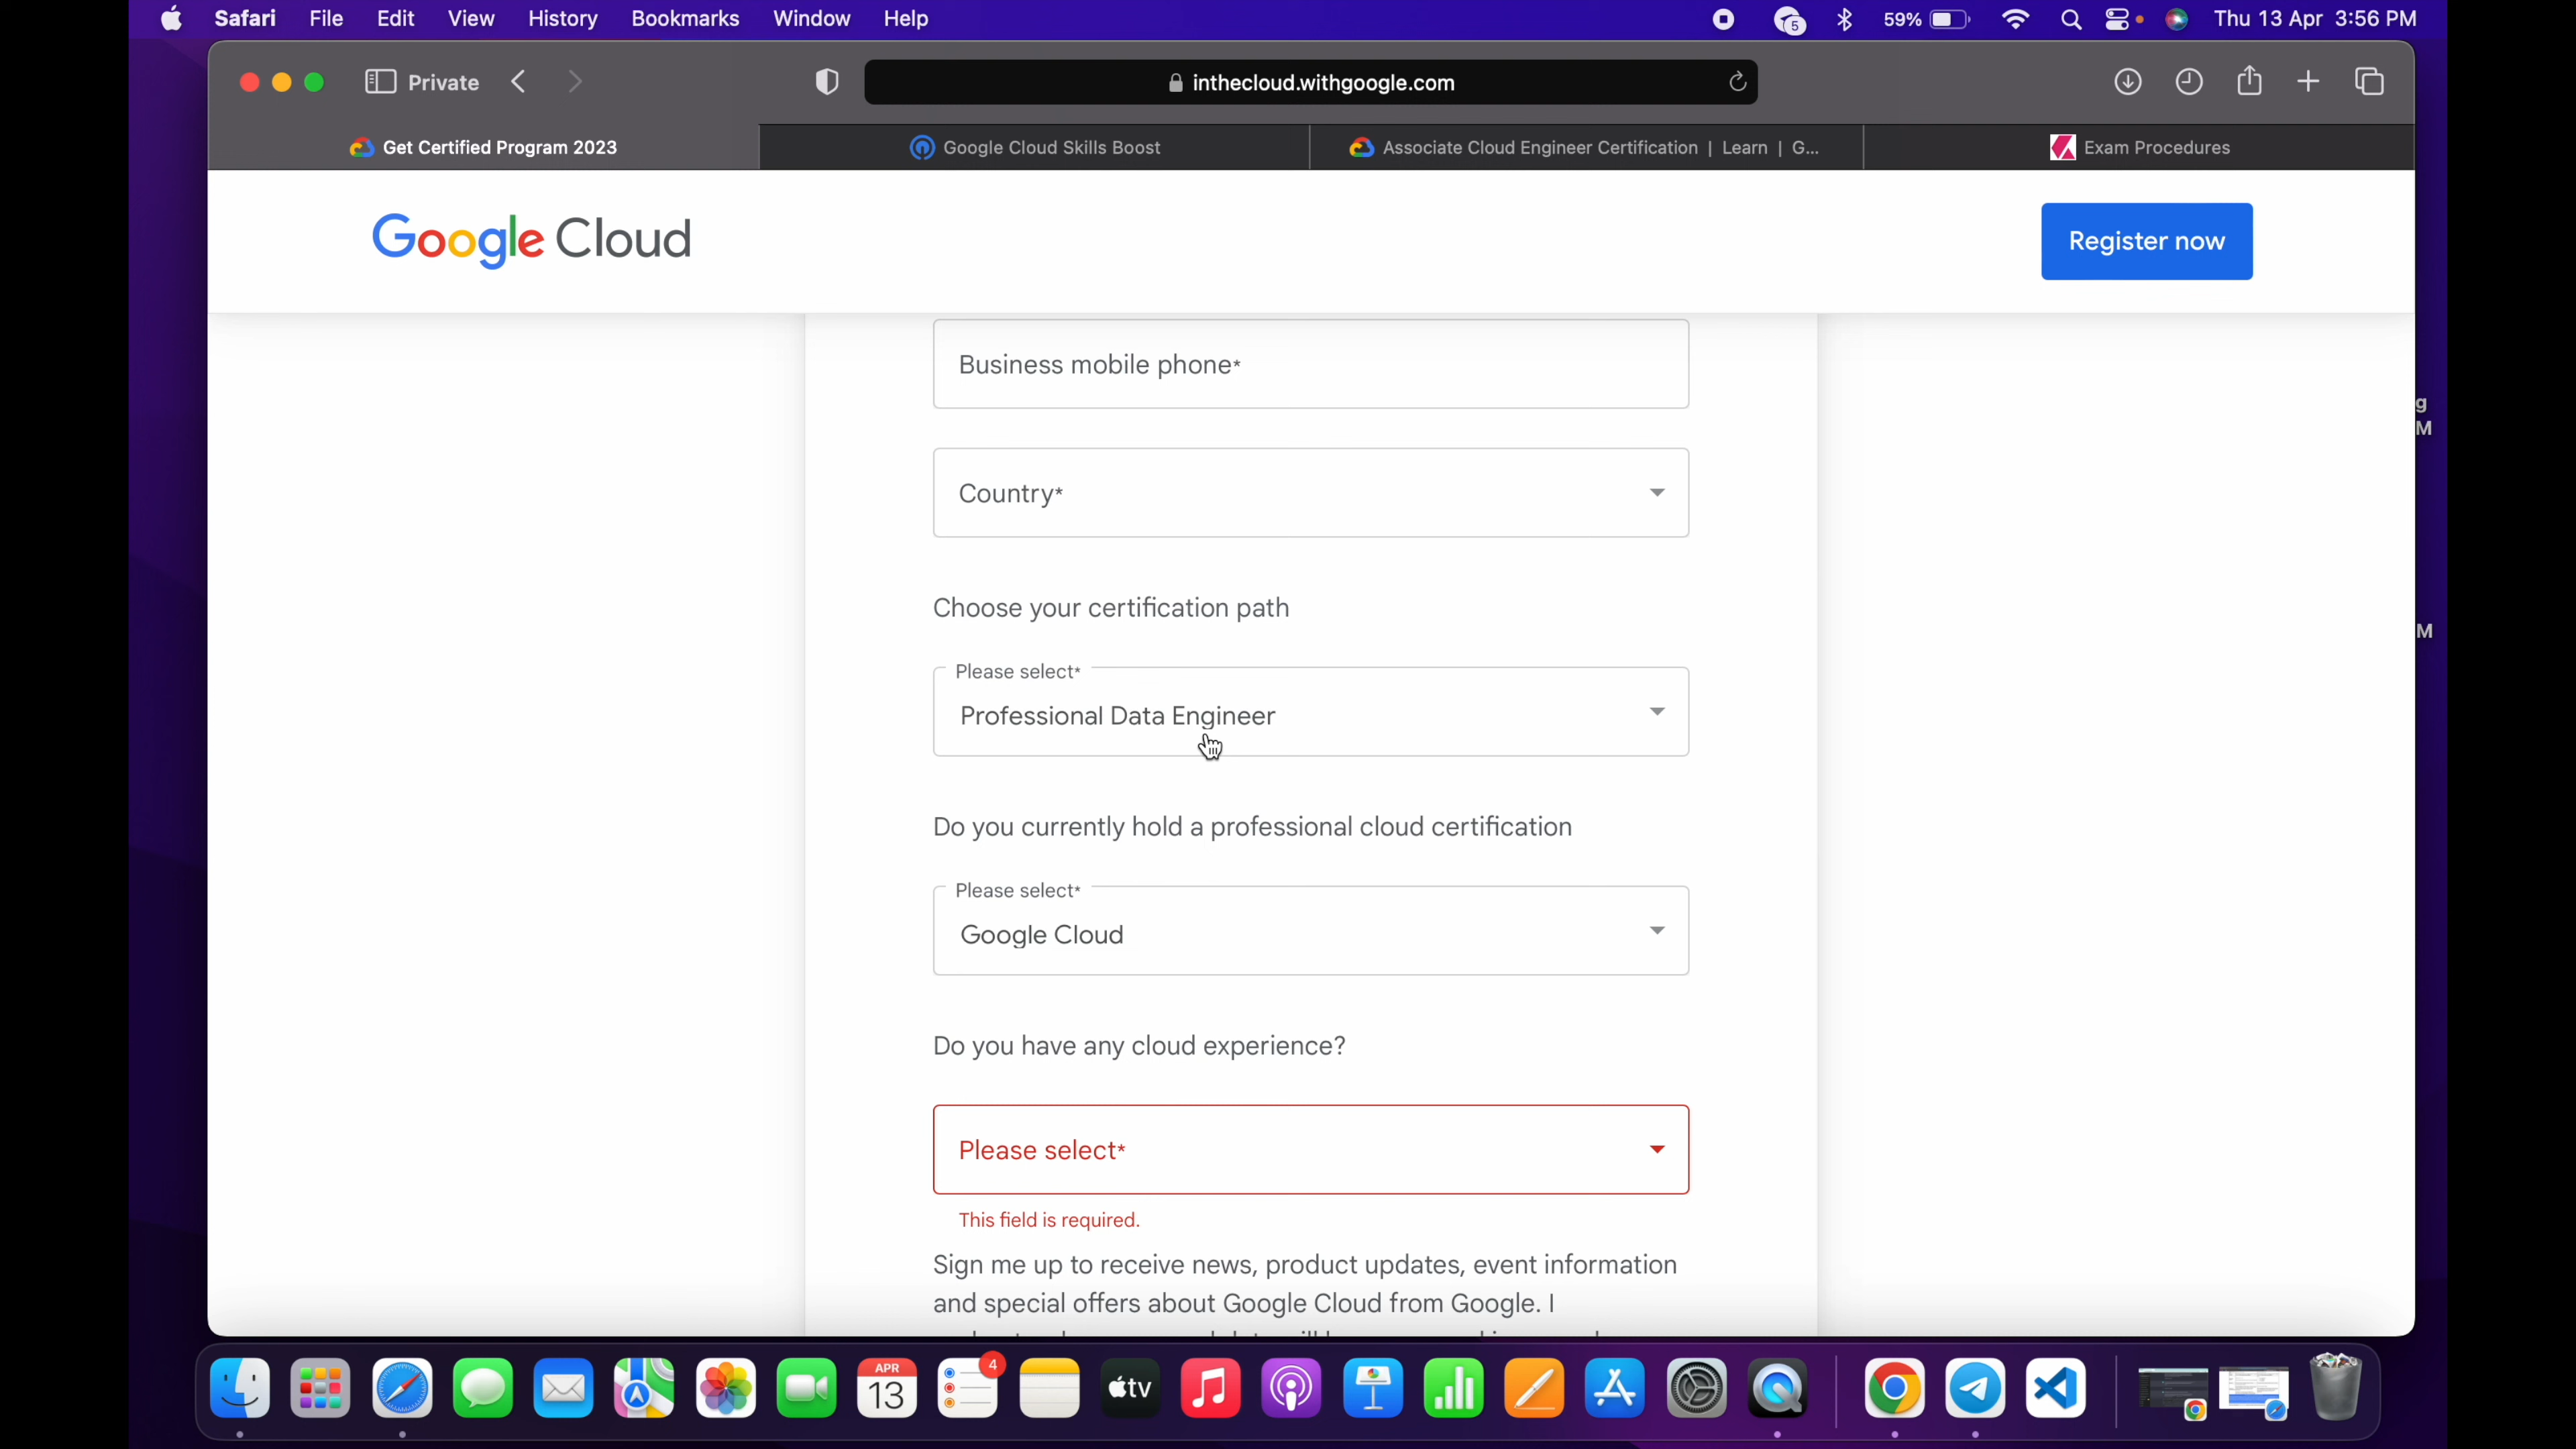 Safari File Edit View History Bookmarks Window Help 5 59% Thu 13 Apr 3:56 PM
Private inthecloud.withgoogle.com
Get Certified Program 2023 Google Cloud Skills Boost Associate Cloud Engineer Certification | Learn | G... Exam Procedures
Google Cloud Register now
Business mobile phone*
g
M
Country*
Choose your certification path
M
Please select*
Professional Data Engineer
Do you currently hold a professional cloud certification
Please select*
Google Cloud
Do you have any cloud experience?
Please select*
This field is required.
Sign me up to receive news, product updates, event information
and special offers about Google Cloud from Google. I
APR 4
13 tv